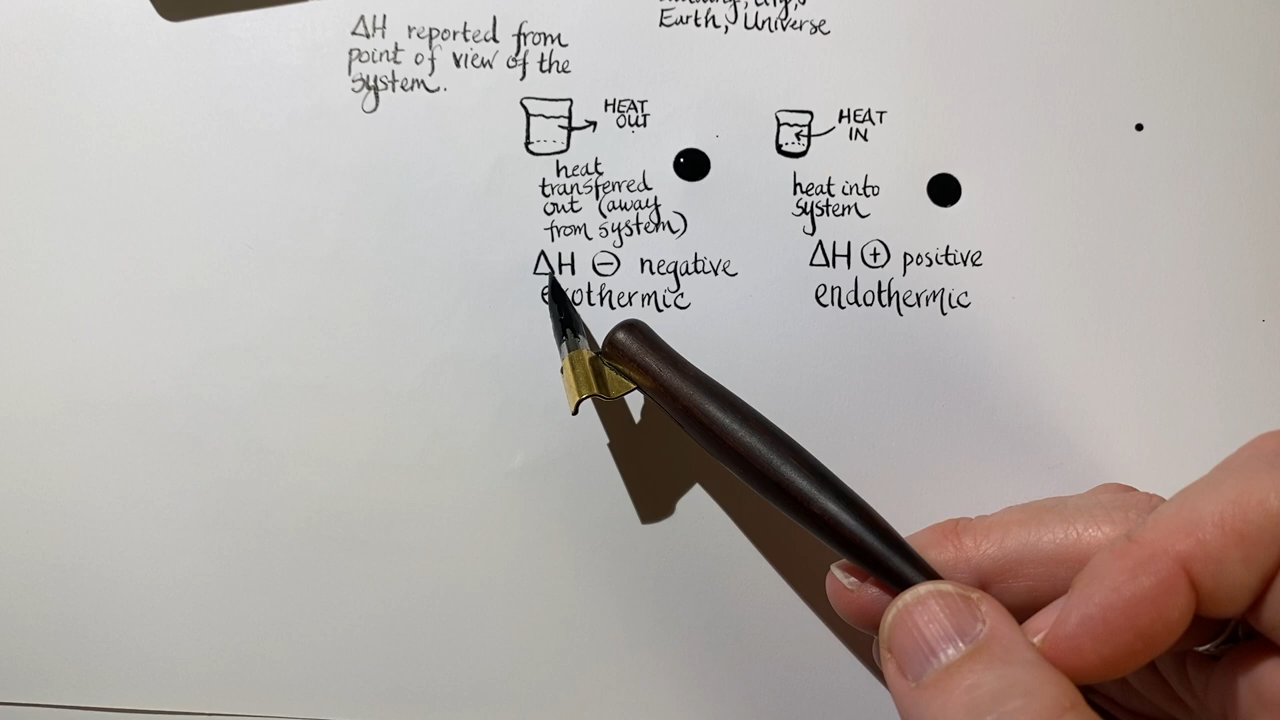 Earth, Universe
ΔH reported from
point of view of the
system.
HEAT
OUT
heat
transferred
out (away
from system)
ΔH ⊖ negative
exothermic
HEAT
IN
heat into
system
ΔH ⊕ positive
endothermic